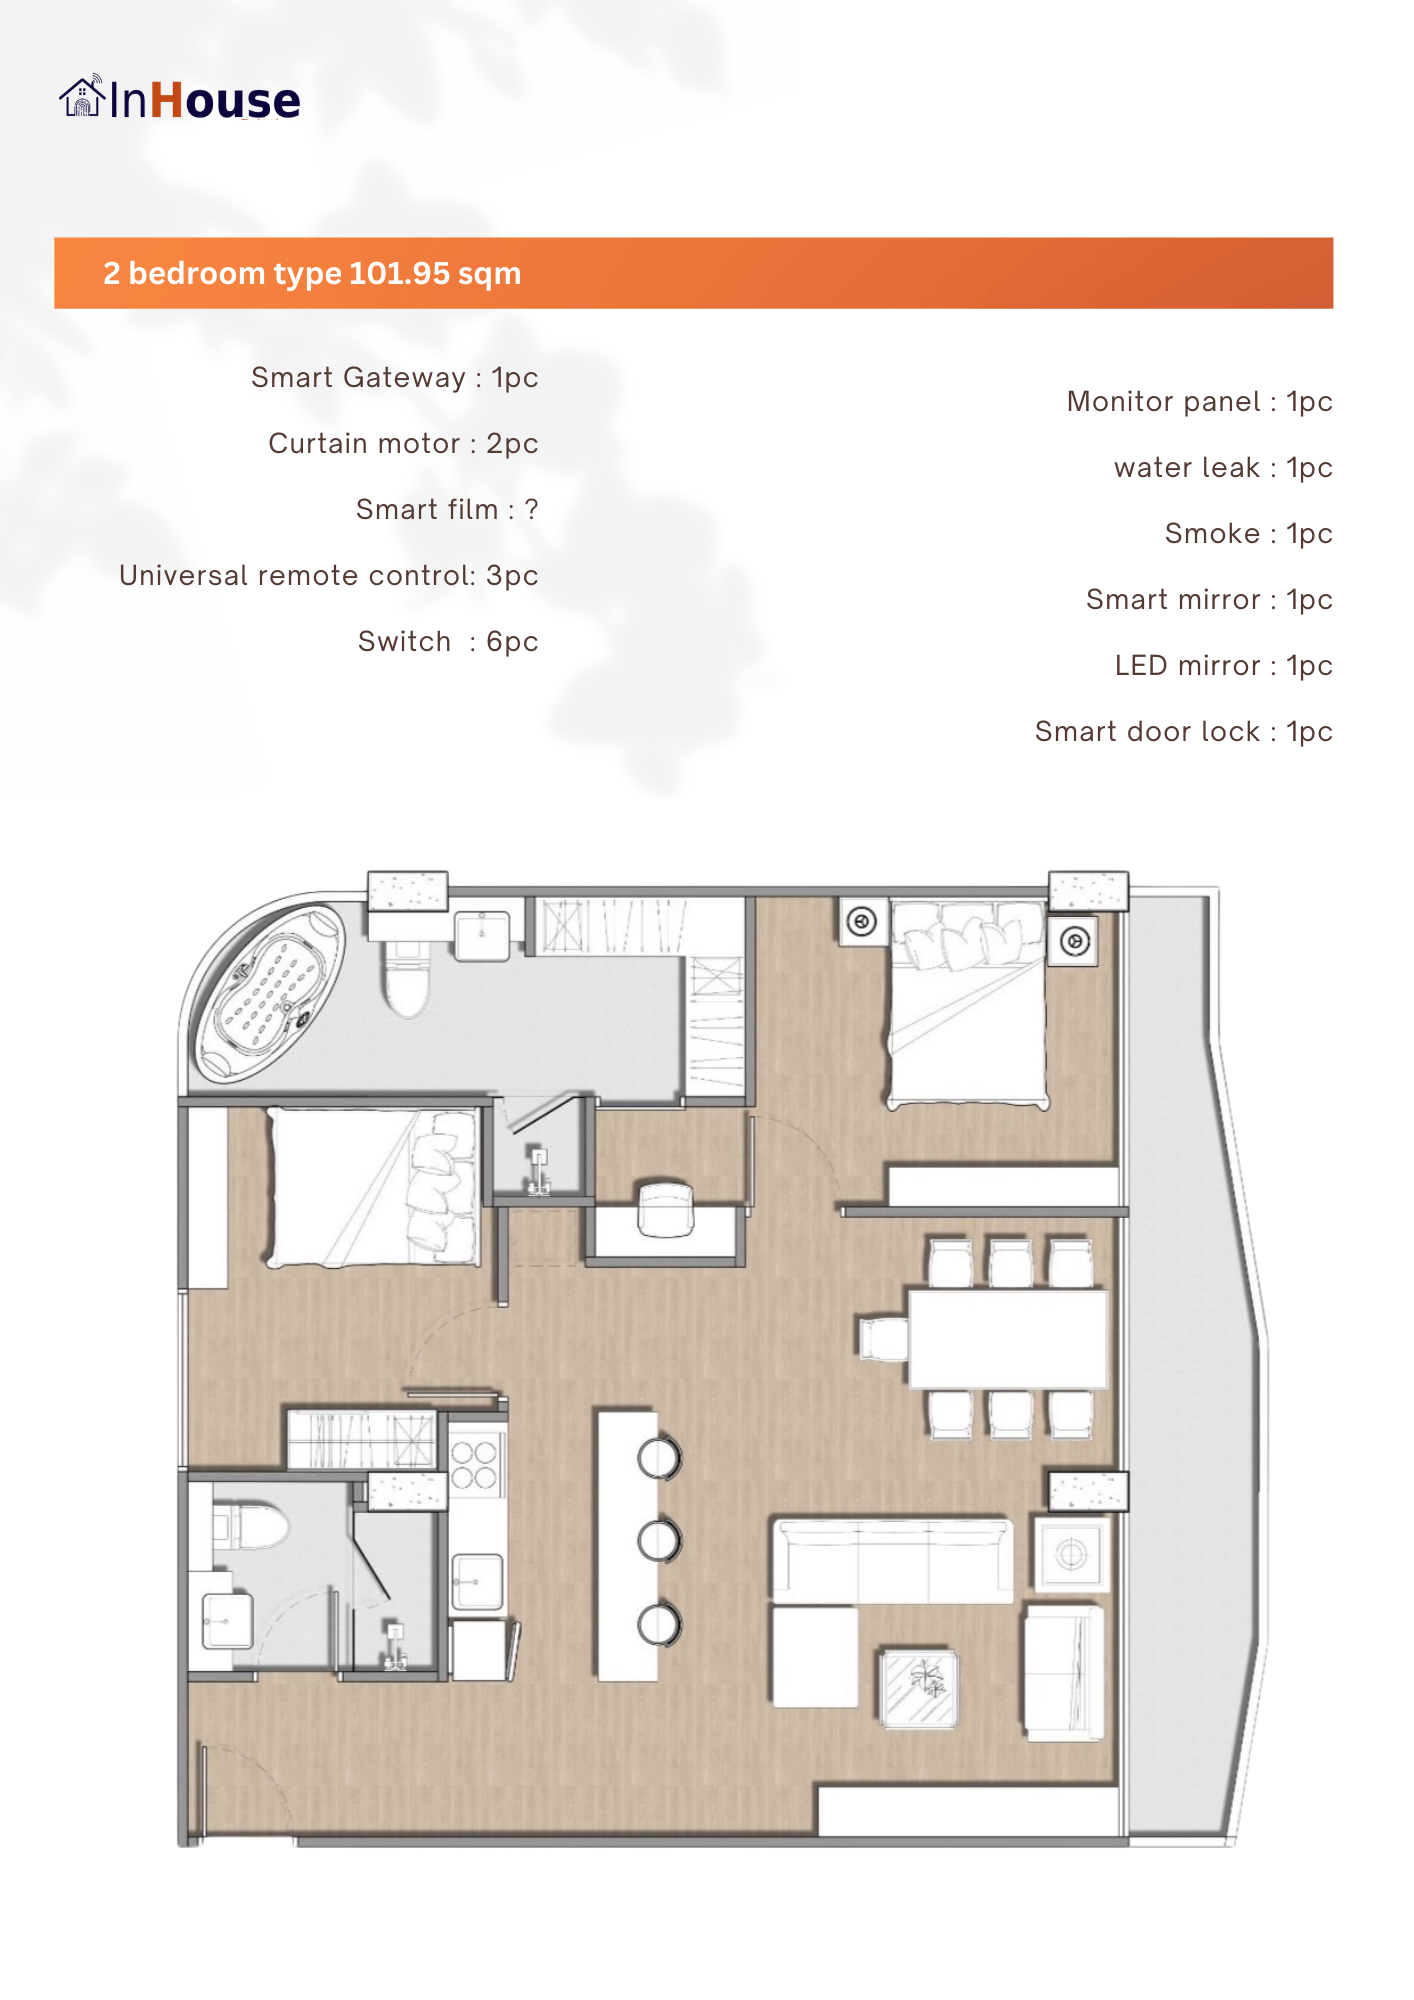 InHouse
2 bedroom type 101.95 sqm
Smart Gateway : 1pc
Curtain motor : 2pc
Smart film : ?
Universal remote control: 3pc
Switch  : 6pc
Monitor panel : 1pc
water leak : 1pc
Smoke : 1pc
Smart mirror : 1pc
LED mirror : 1pc
Smart door lock : 1pc